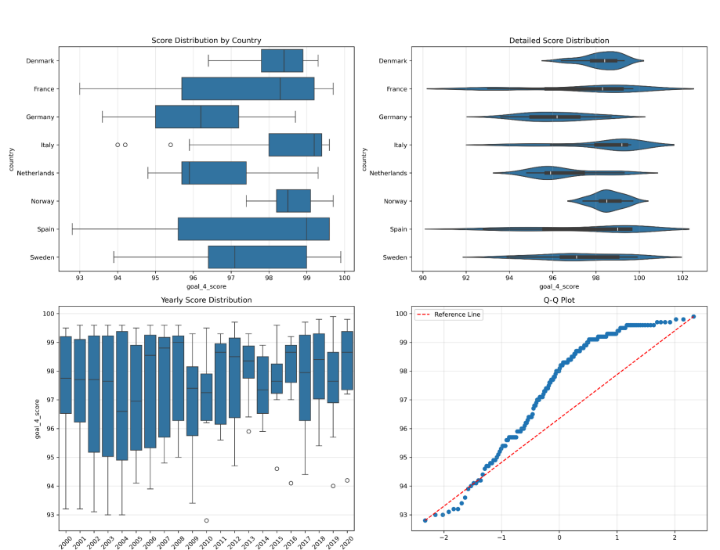 Score Distribution by Country
Denmark
France
Germany
Italy
Netherlands
Norway
Spain
Sweden
country
93 94 95 96 97 98 99 100
goal_4_score
Detailed Score Distribution
Denmark
France
Germany
Italy
Netherlands
Norway
Spain
Sweden
country
90 92 94 96 98 100 102
goal_4_score
Yearly Score Distribution
100
99
98
97
96
95
94
93
goal_4_score
2000 2001 2002 2003 2004 2005 2006 2007 2008 2009 2010 2011 2012 2013 2014 2015 2016 2017 2018 2019 2020
Q-Q Plot
Reference Line
100
99
98
97
96
95
94
93
−2 −1 0 1 2